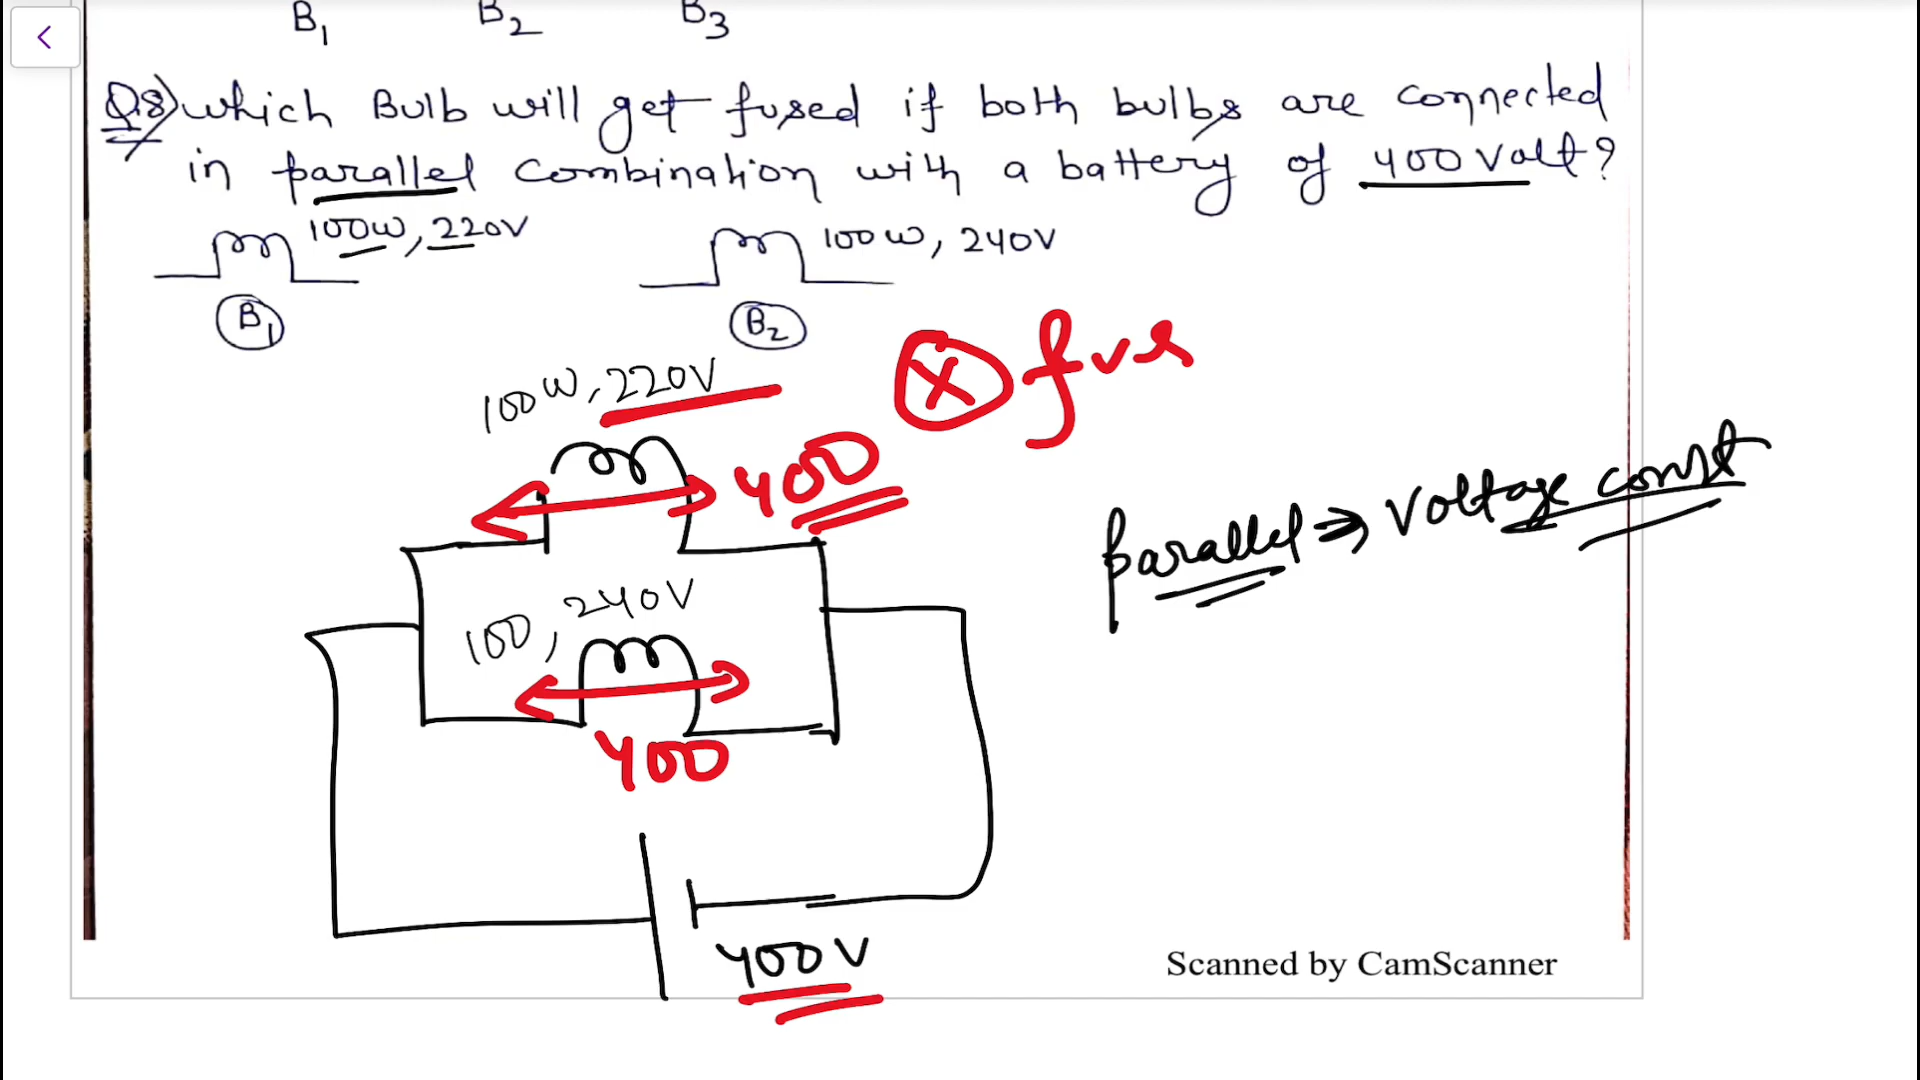 B1 B2 B3
Q.8) which Bulb will get fused if both bulbs are connected
in parallel combination with a battery of 400 volt?
100w, 220V 100w, 240V
B1 B2
100W, 220V X fus
400
parallel ⇒ voltage const
100, 240V
400
400V
Scanned by CamScanner